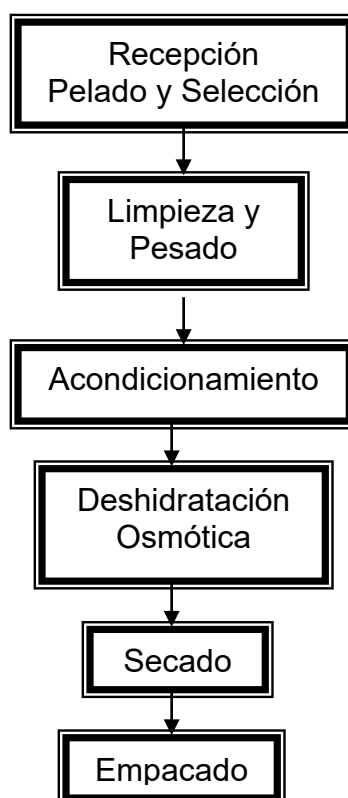 Recepción
Pelado y Selección
Limpieza y
Pesado
Acondicionamiento
Deshidratación
Osmótica
Secado
Empacado